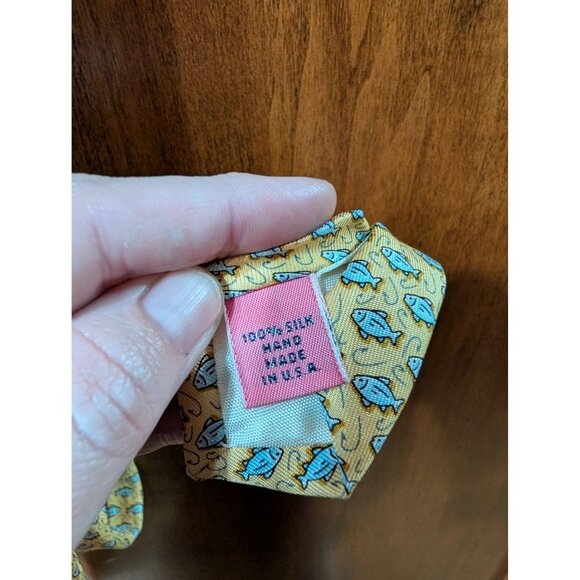 100% SILK
HAND
MADE
IN U.S.A.